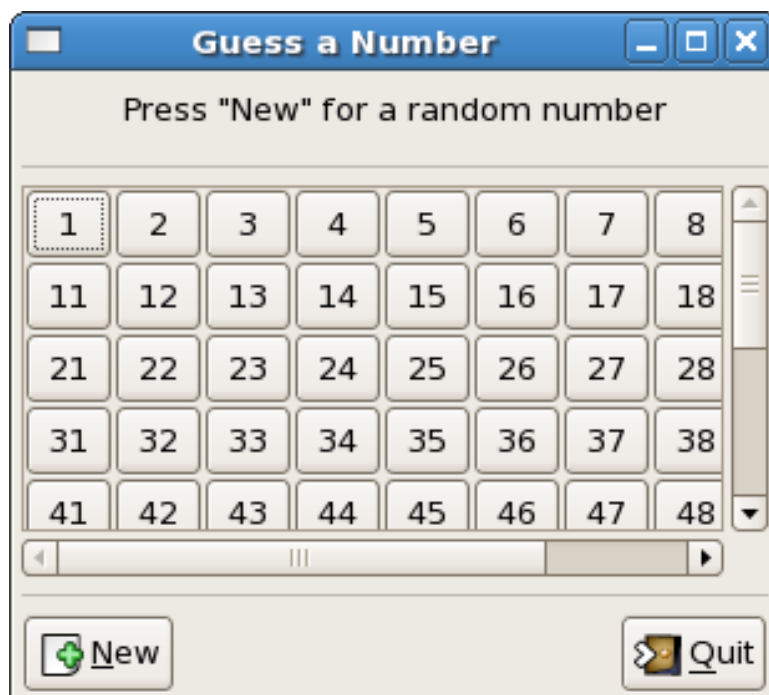 Guess a Number
Press "New" for a random number
1 2 3 4 5 6 7 8
11 12 13 14 15 16 17 18
21 22 23 24 25 26 27 28
31 32 33 34 35 36 37 38
41 42 43 44 45 46 47 48
New Quit